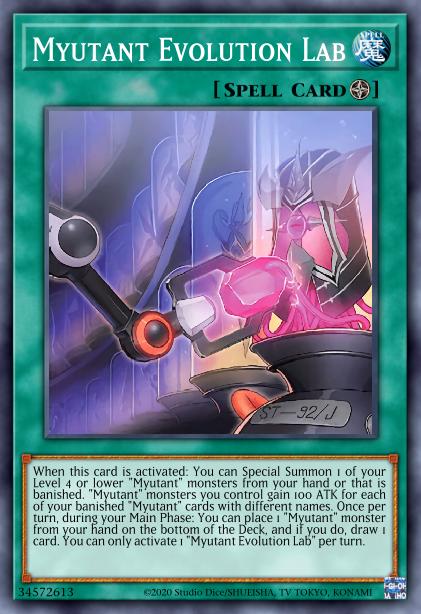 Myutant Evolution Lab
SPELL
魔
[Spell Card]
ST-92/J
When this card is activated: You can Special Summon 1 of your
Level 4 or lower "Myutant" monsters from your hand or that is
banished. "Myutant" monsters you control gain 100 ATK for each
of your banished "Myutant" cards with different names. Once per
turn, during your Main Phase: You can place 1 "Myutant" monster
from your hand on the bottom of the Deck, and if you do, draw 1
card. You can only activate 1 "Myutant Evolution Lab" per turn.
34572613
©2020 Studio Dice/SHUEISHA, TV TOKYO, KONAMI